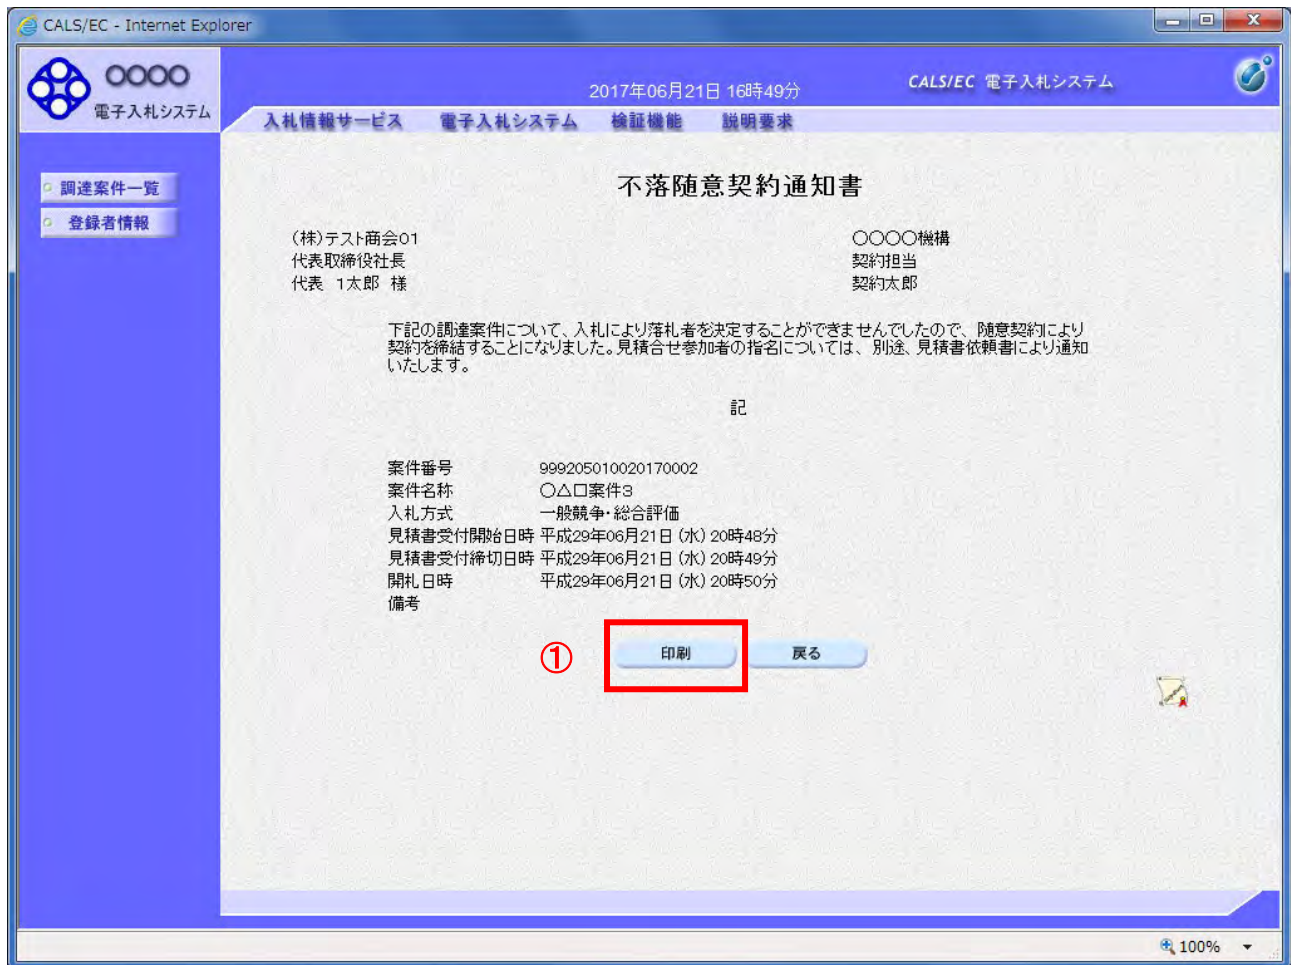 CALS/EC - Internet Explorer
〇〇〇〇
電子入札システム
2017年06月21日 16時49分
CALS/EC 電子入札システム
入札情報サービス 電子入札システム 検証機能 説明要求
調達案件一覧
登録者情報
不落随意契約通知書
(株)テスト商会01
代表取締役社長
代表 1太郎 様
〇〇〇〇機構
契約担当
契約太郎
下記の調達案件について、入札により落札者を決定することができませんでしたので、随意契約により
契約を締結することになりました。見積合せ参加者の指名については、別途、見積書依頼書により通知
いたします。
記
案件番号 999205010020170002
案件名称 〇△口案件3
入札方式 一般競争・総合評価
見積書受付開始日時 平成29年06月21日(水) 20時48分
見積書受付締切日時 平成29年06月21日(水) 20時49分
開札日時 平成29年06月21日(水) 20時50分
備考
① 印刷 戻る
100%